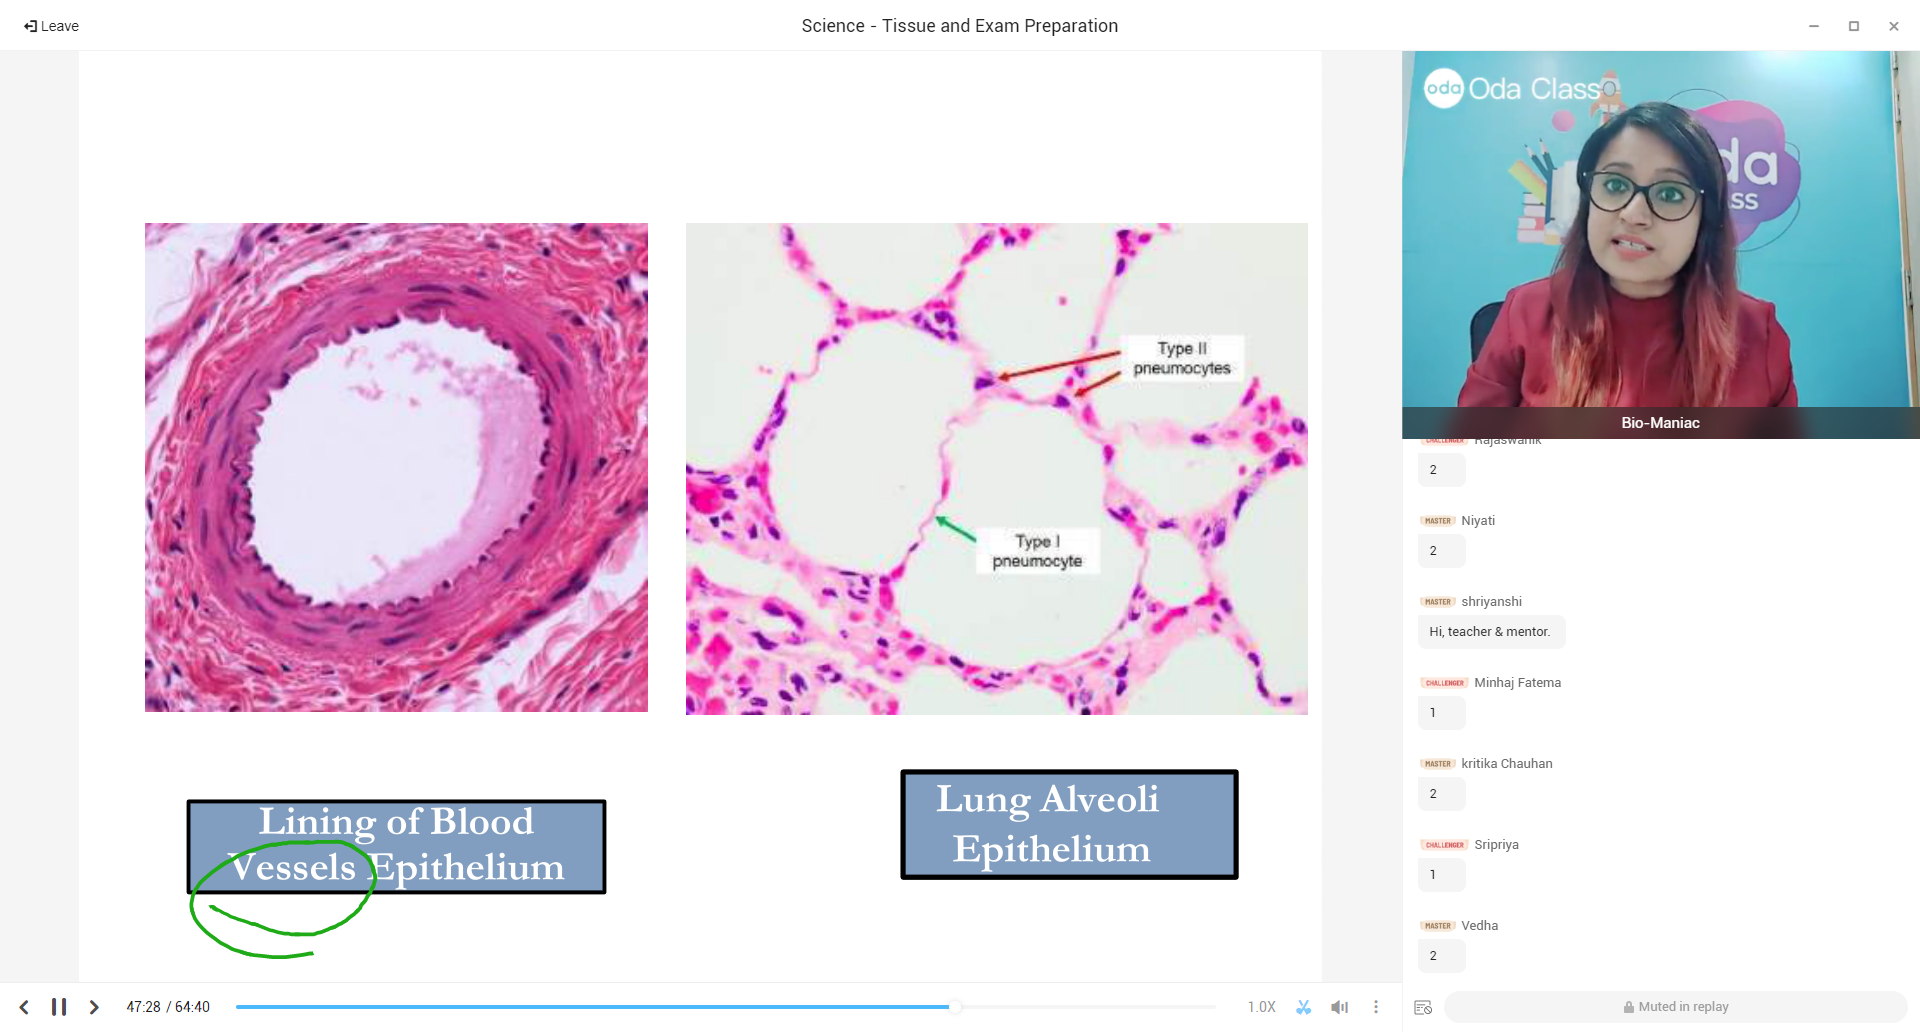 Leave
Science - Tissue and Exam Preparation
oda Oda Class
da
ss
Bio-Maniac
Type II
pneumocytes
Type I
pneumocyte
Lining of Blood
Vessels Epithelium
Lung Alveoli
Epithelium
CHALLENGER Rajaswanik
2
MASTER Niyati
2
MASTER shriyanshi
Hi, teacher & mentor.
CHALLENGER Minhaj Fatema
1
MASTER kritika Chauhan
2
CHALLENGER Sripriya
1
MASTER Vedha
2
47:28 / 64:40
1.0X
Muted in replay